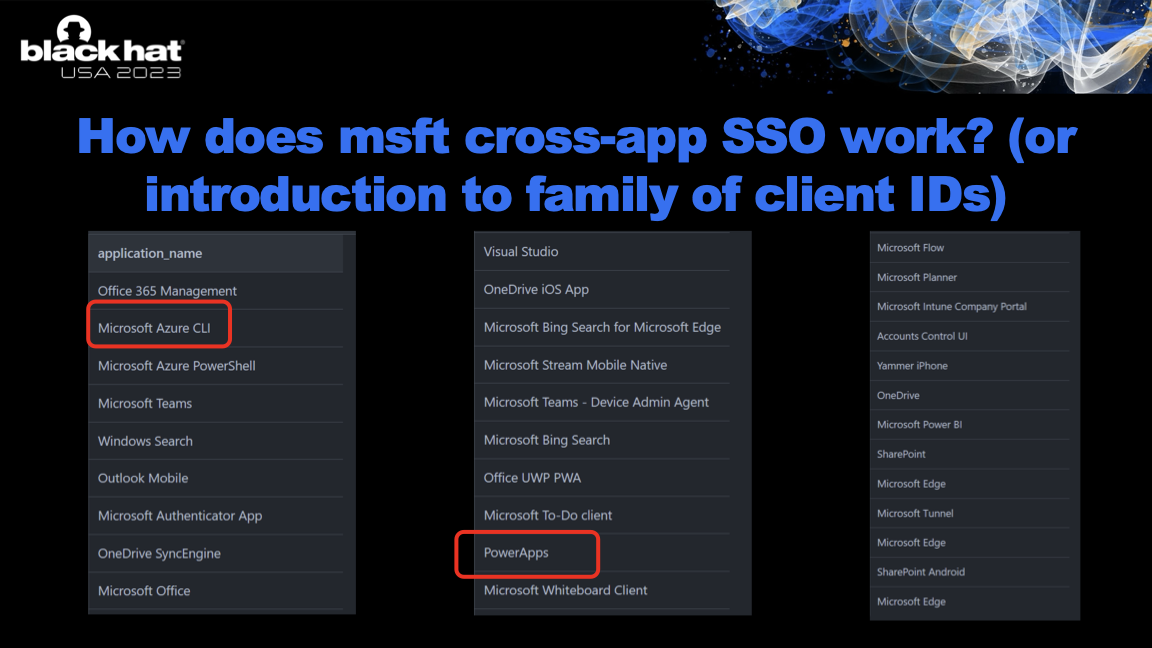 black hat
USA 2023
How does msft cross-app SSO work? (or
introduction to family of client IDs)
application_name
Office 365 Management
Microsoft Azure CLI
Microsoft Azure PowerShell
Microsoft Teams
Windows Search
Outlook Mobile
Microsoft Authenticator App
OneDrive SyncEngine
Microsoft Office
Visual Studio
OneDrive iOS App
Microsoft Bing Search for Microsoft Edge
Microsoft Stream Mobile Native
Microsoft Teams - Device Admin Agent
Microsoft Bing Search
Office UWP PWA
Microsoft To-Do client
PowerApps
Microsoft Whiteboard Client
Microsoft Flow
Microsoft Planner
Microsoft Intune Company Portal
Accounts Control UI
Yammer iPhone
OneDrive
Microsoft Power BI
SharePoint
Microsoft Edge
Microsoft Tunnel
Microsoft Edge
SharePoint Android
Microsoft Edge